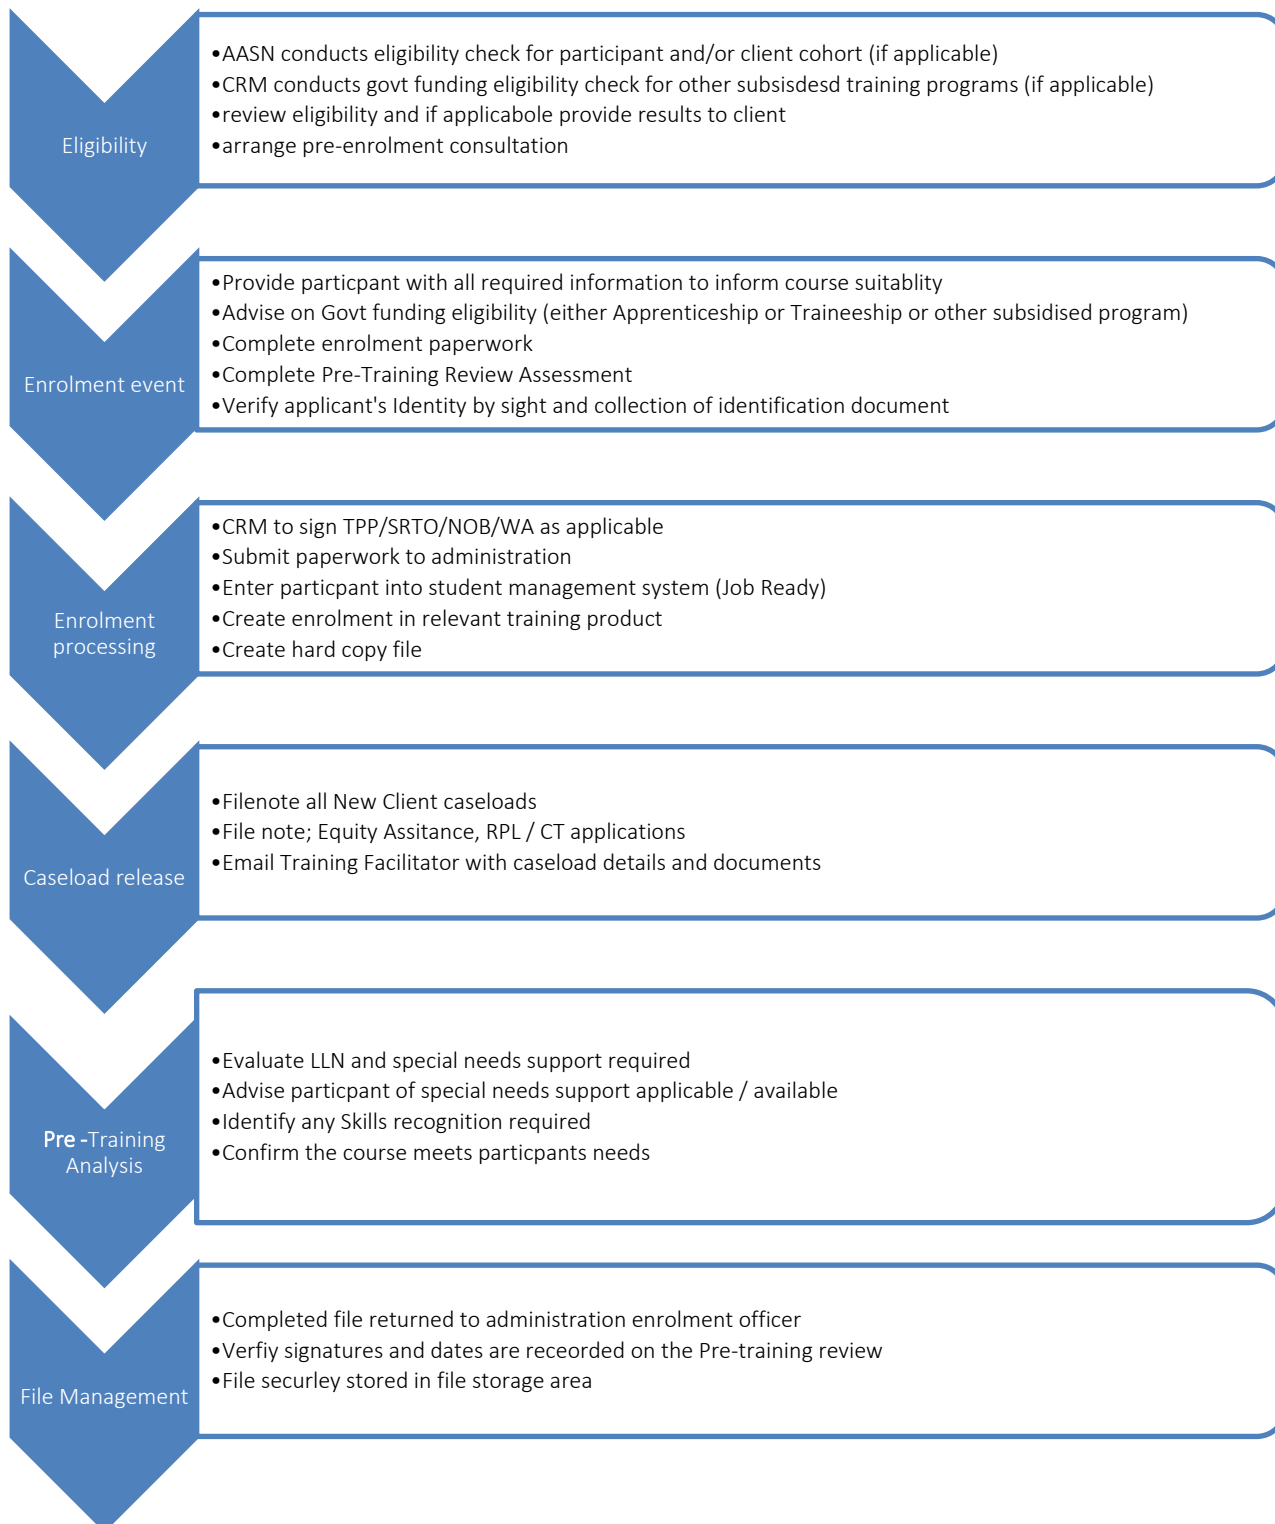 Eligibility
•AASN conducts eligibility check for participant and/or client cohort (if applicable)
•CRM conducts govt funding eligibility check for other subsisdesd training programs (if applicable)
•review eligibility and if applicabole provide results to client
•arrange pre-enrolment consultation
Enrolment event
•Provide particpant with all required information to inform course suitablity
•Advise on Govt funding eligibility (either Apprenticeship or Traineeship or other subsidised program)
•Complete enrolment paperwork
•Complete Pre-Training Review Assessment
•Verify applicant's Identity by sight and collection of identification document
Enrolment
processing
•CRM to sign TPP/SRTO/NOB/WA as applicable
•Submit paperwork to administration
•Enter particpant into student management system (Job Ready)
•Create enrolment in relevant training product
•Create hard copy file
Caseload release
•Filenote all New Client caseloads
•File note; Equity Assitance, RPL / CT applications
•Email Training Facilitator with caseload details and documents
Pre -Training
Analysis
•Evaluate LLN and special needs support required
•Advise particpant of special needs support applicable / available
•Identify any Skills recognition required
•Confirm the course meets particpants needs
File Management
•Completed file returned to administration enrolment officer
•Verfiy signatures and dates are receorded on the Pre-training review
•File securley stored in file storage area